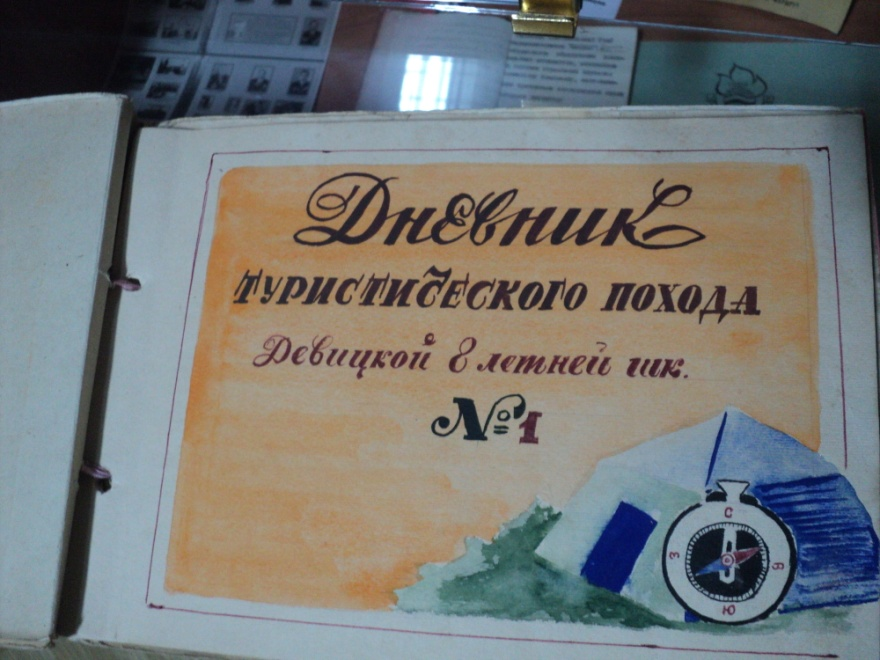 Дневник
туристического похода
Девицкой 8 летней шк.
№1
С
З
В
Ю